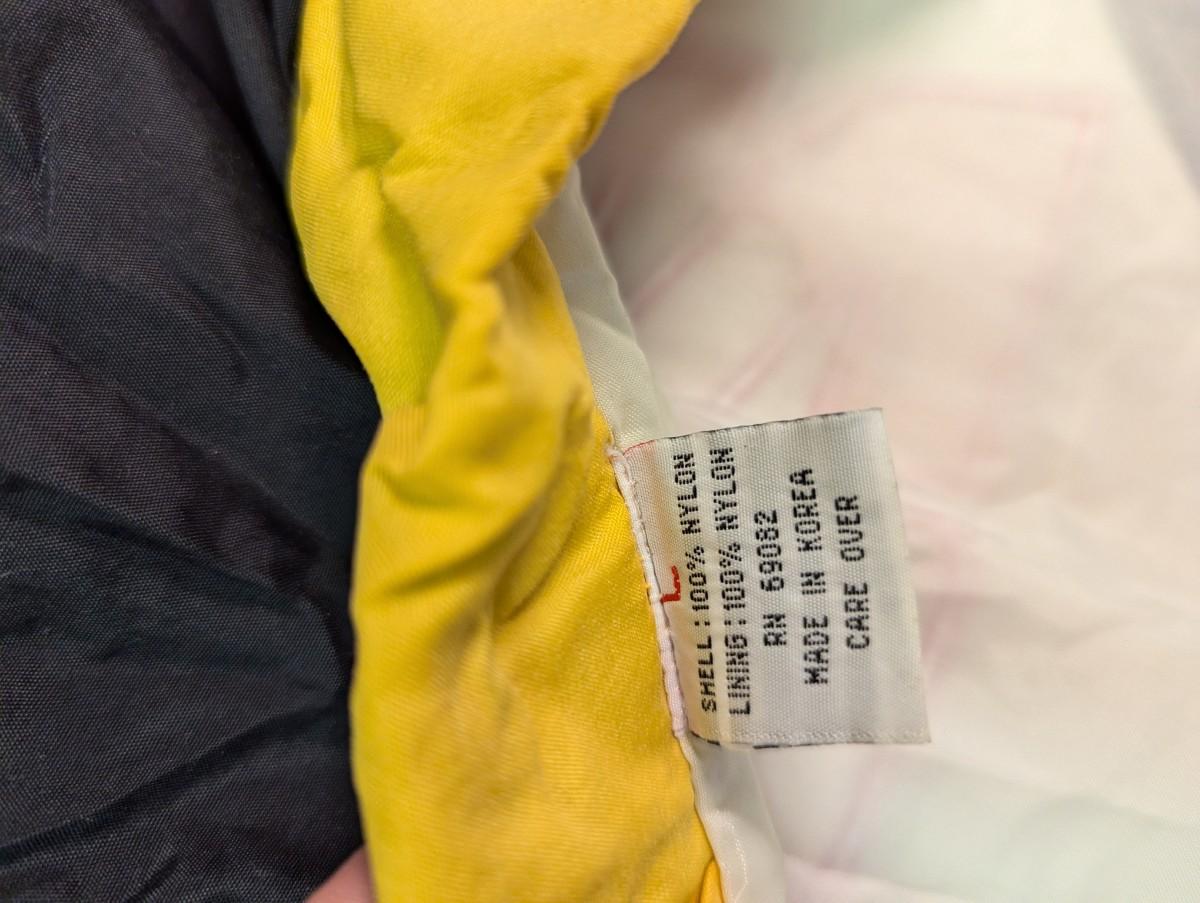 L
SHELL:100% NYLON
LINING:100% NYLON
RN 69082
MADE IN KOREA
CARE OVER